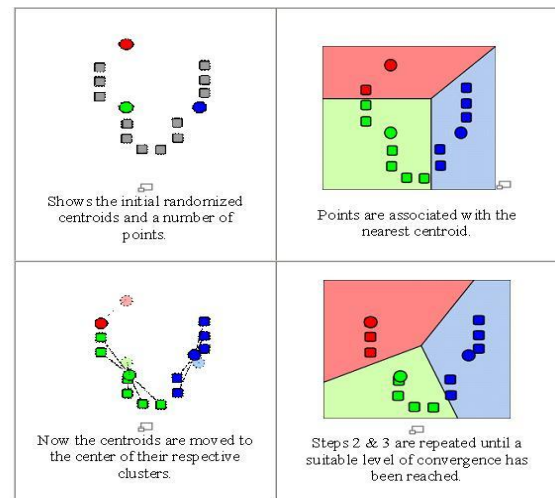 Shows the initial randomized
centroids and a number of
points.
Points are associated with the
nearest centroid.
Now the centroids are moved to
the center of their respective
clusters.
Steps 2 & 3 are repeated until a
suitable level of convergence has
been reached.